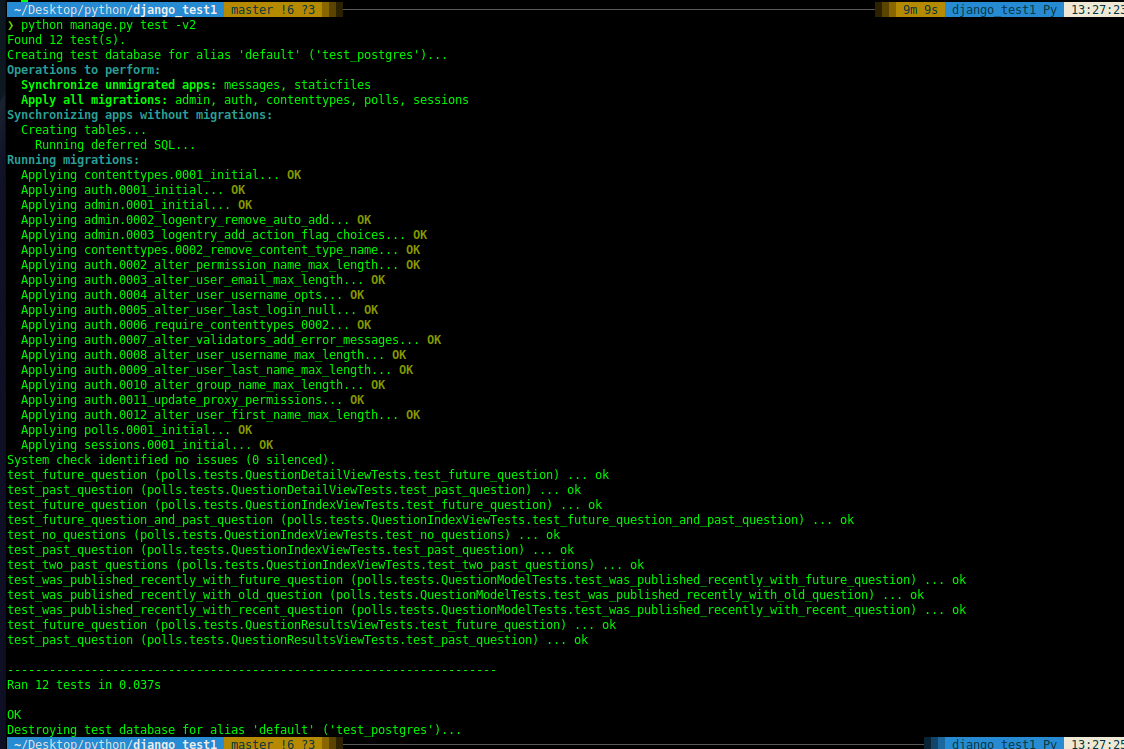 ~/Desktop/python/django_test1 master !6 ?3 9m 9s django_test1 Py 13:27:23
❯ python manage.py test -v2
Found 12 test(s).
Creating test database for alias 'default' ('test_postgres')...
Operations to perform:
  Synchronize unmigrated apps: messages, staticfiles
  Apply all migrations: admin, auth, contenttypes, polls, sessions
Synchronizing apps without migrations:
  Creating tables...
    Running deferred SQL...
Running migrations:
  Applying contenttypes.0001_initial... OK
  Applying auth.0001_initial... OK
  Applying admin.0001_initial... OK
  Applying admin.0002_logentry_remove_auto_add... OK
  Applying admin.0003_logentry_add_action_flag_choices... OK
  Applying contenttypes.0002_remove_content_type_name... OK
  Applying auth.0002_alter_permission_name_max_length... OK
  Applying auth.0003_alter_user_email_max_length... OK
  Applying auth.0004_alter_user_username_opts... OK
  Applying auth.0005_alter_user_last_login_null... OK
  Applying auth.0006_require_contenttypes_0002... OK
  Applying auth.0007_alter_validators_add_error_messages... OK
  Applying auth.0008_alter_user_username_max_length... OK
  Applying auth.0009_alter_user_last_name_max_length... OK
  Applying auth.0010_alter_group_name_max_length... OK
  Applying auth.0011_update_proxy_permissions... OK
  Applying auth.0012_alter_user_first_name_max_length... OK
  Applying polls.0001_initial... OK
  Applying sessions.0001_initial... OK
System check identified no issues (0 silenced).
test_future_question (polls.tests.QuestionDetailViewTests.test_future_question) ... ok
test_past_question (polls.tests.QuestionDetailViewTests.test_past_question) ... ok
test_future_question (polls.tests.QuestionIndexViewTests.test_future_question) ... ok
test_future_question_and_past_question (polls.tests.QuestionIndexViewTests.test_future_question_and_past_question) ... ok
test_no_questions (polls.tests.QuestionIndexViewTests.test_no_questions) ... ok
test_past_question (polls.tests.QuestionIndexViewTests.test_past_question) ... ok
test_two_past_questions (polls.tests.QuestionIndexViewTests.test_two_past_questions) ... ok
test_was_published_recently_with_future_question (polls.tests.QuestionModelTests.test_was_published_recently_with_future_question) ... ok
test_was_published_recently_with_old_question (polls.tests.QuestionModelTests.test_was_published_recently_with_old_question) ... ok
test_was_published_recently_with_recent_question (polls.tests.QuestionModelTests.test_was_published_recently_with_recent_question) ... ok
test_future_question (polls.tests.QuestionResultsViewTests.test_future_question) ... ok
test_past_question (polls.tests.QuestionResultsViewTests.test_past_question) ... ok
----------------------------------------------------------------------
Ran 12 tests in 0.037s
OK
Destroying test database for alias 'default' ('test_postgres')...
~/Desktop/python/django_test1 master !6 ?3 django_test1 Py 13:27:25